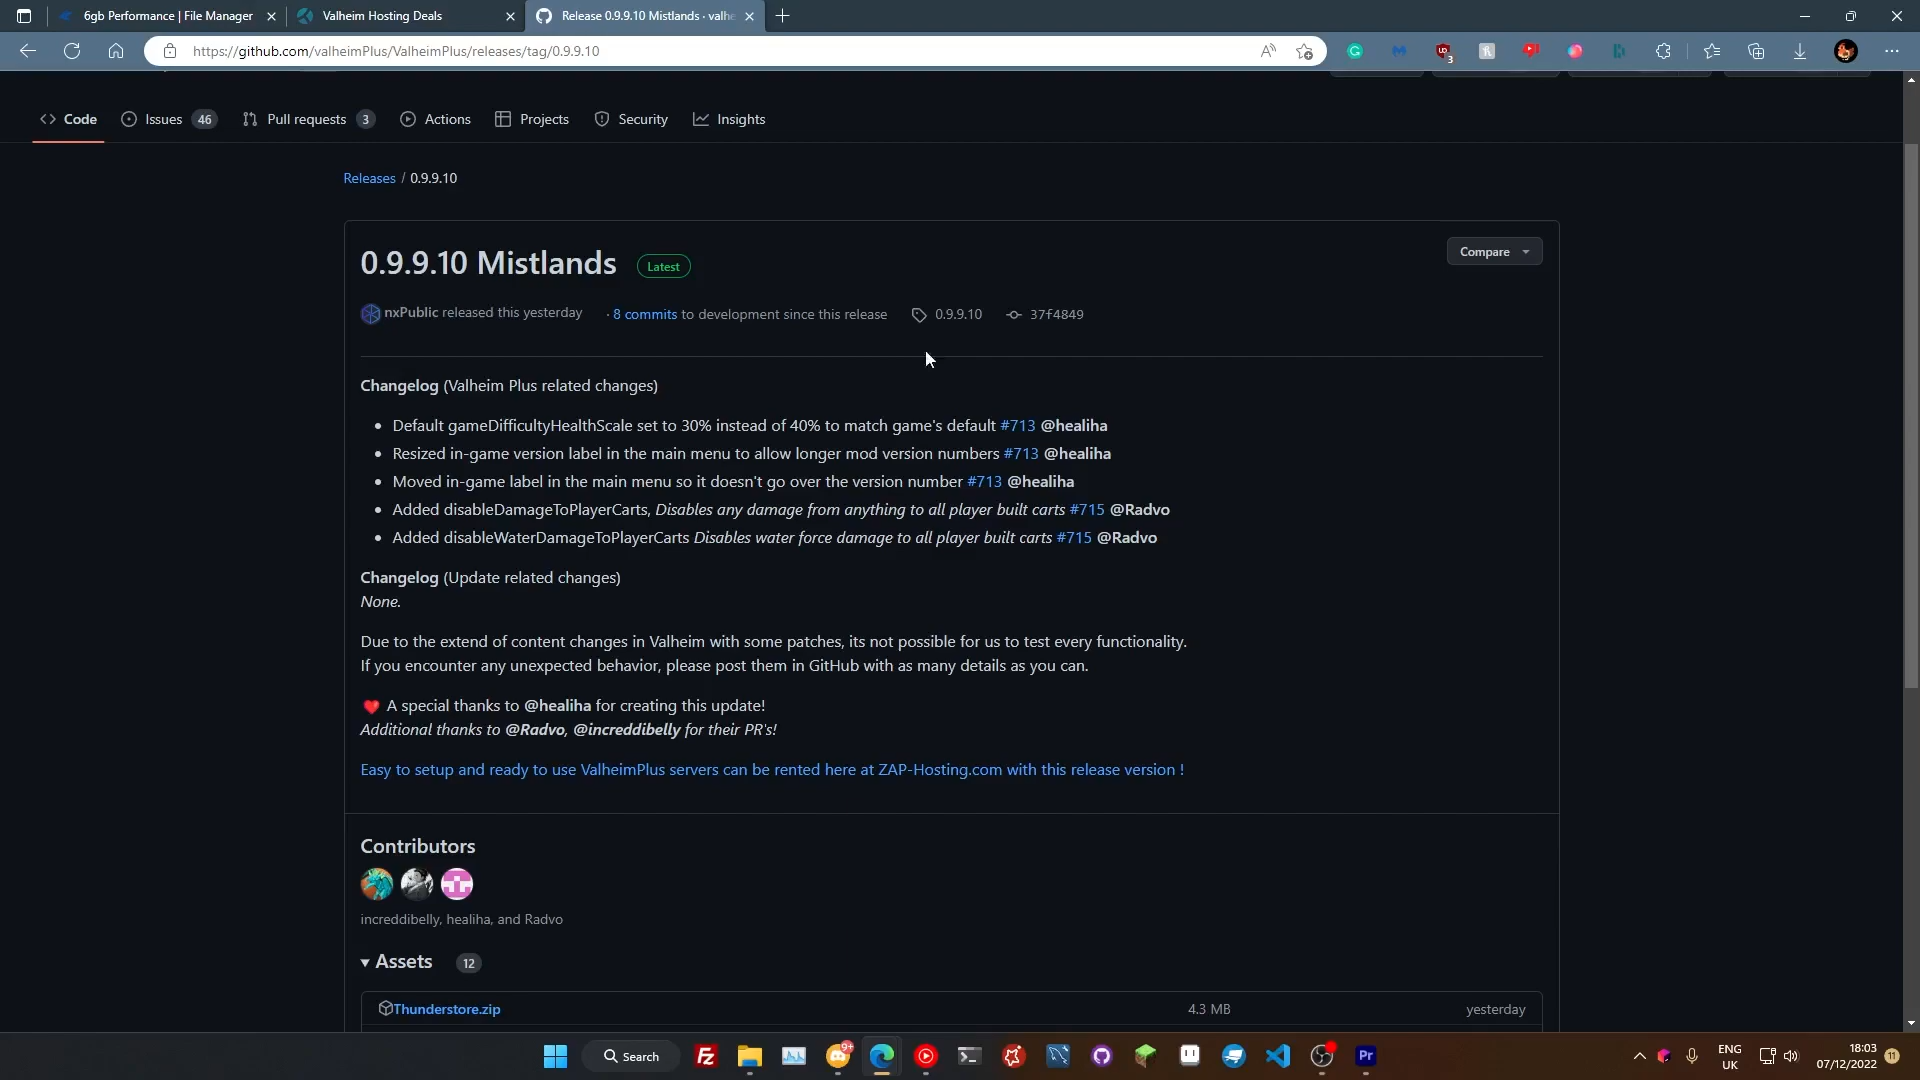 6gb Performance | File Manager
Valheim Hosting Deals
Release 0.9.9.10 Mistlands · valhe
https://github.com/valheimPlus/ValheimPlus/releases/tag/0.9.9.10
Code
Issues 46
Pull requests 3
Actions
Projects
Security
Insights
Releases / 0.9.9.10
0.9.9.10 Mistlands Latest
Compare
nxPublic released this yesterday · 8 commits to development since this release 0.9.9.10 37f4849
Changelog (Valheim Plus related changes)
• Default gameDifficultyHealthScale set to 30% instead of 40% to match game's default #713 @healiha
• Resized in-game version label in the main menu to allow longer mod version numbers #713 @healiha
• Moved in-game label in the main menu so it doesn't go over the version number #713 @healiha
• Added disableDamageToPlayerCarts, Disables any damage from anything to all player built carts #715 @Radvo
• Added disableWaterDamageToPlayerCarts Disables water force damage to all player built carts #715 @Radvo
Changelog (Update related changes)
None.
Due to the extend of content changes in Valheim with some patches, its not possible for us to test every functionality.
If you encounter any unexpected behavior, please post them in GitHub with as many details as you can.
❤️ A special thanks to @healiha for creating this update!
Additional thanks to @Radvo, @increddibelly for their PR's!
Easy to setup and ready to use ValheimPlus servers can be rented here at ZAP-Hosting.com with this release version !
Contributors
increddibelly, healiha, and Radvo
Assets 12
Thunderstore.zip 4.3 MB yesterday
Search
Fz
9+
Pr
ENG
UK
18:03
07/12/2022
11